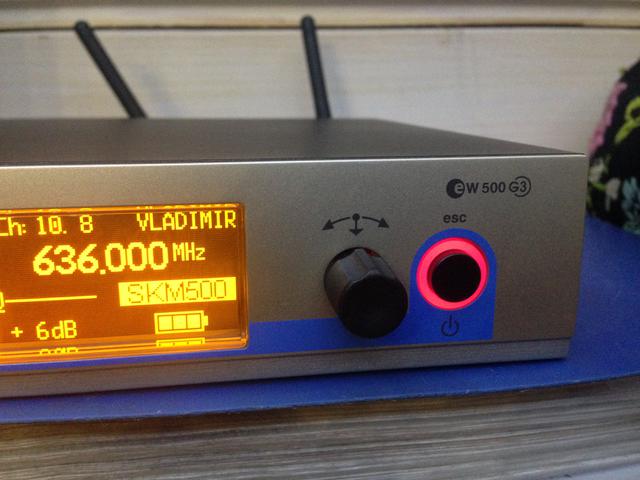 Ch: 10. 8 VLADIMIR
636.000 MHz
SKM500
+ 6dB
ew 500 G3
esc